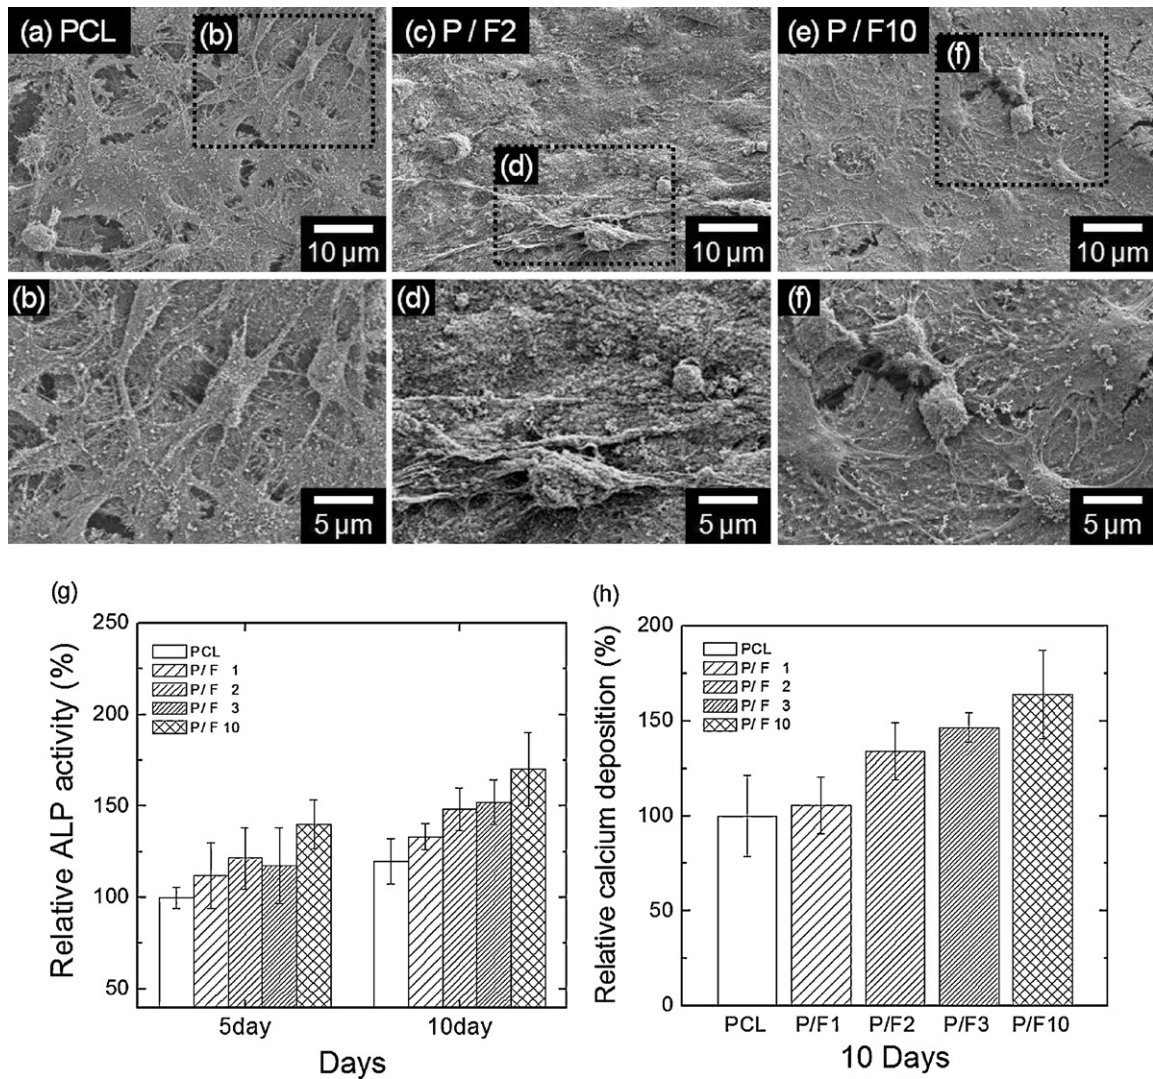 (a) PCL
(b)
10 µm
(c) P / F2
(d)
10 µm
(e) P / F10
(f)
10 µm
(b)
5 µm
(d)
5 µm
(f)
5 µm
(g)
Relative ALP activity (%)
250
200
150
100
50
PCL
P/ F 1
P/ F 2
P/ F 3
P/ F 10
5day
10day
Days
(h)
Relative calcium deposition (%)
200
150
100
50
0
PCL
P/ F 1
P/ F 2
P/ F 3
P/ F 10
PCL
P/F1
P/F2
P/F3
P/F10
10 Days